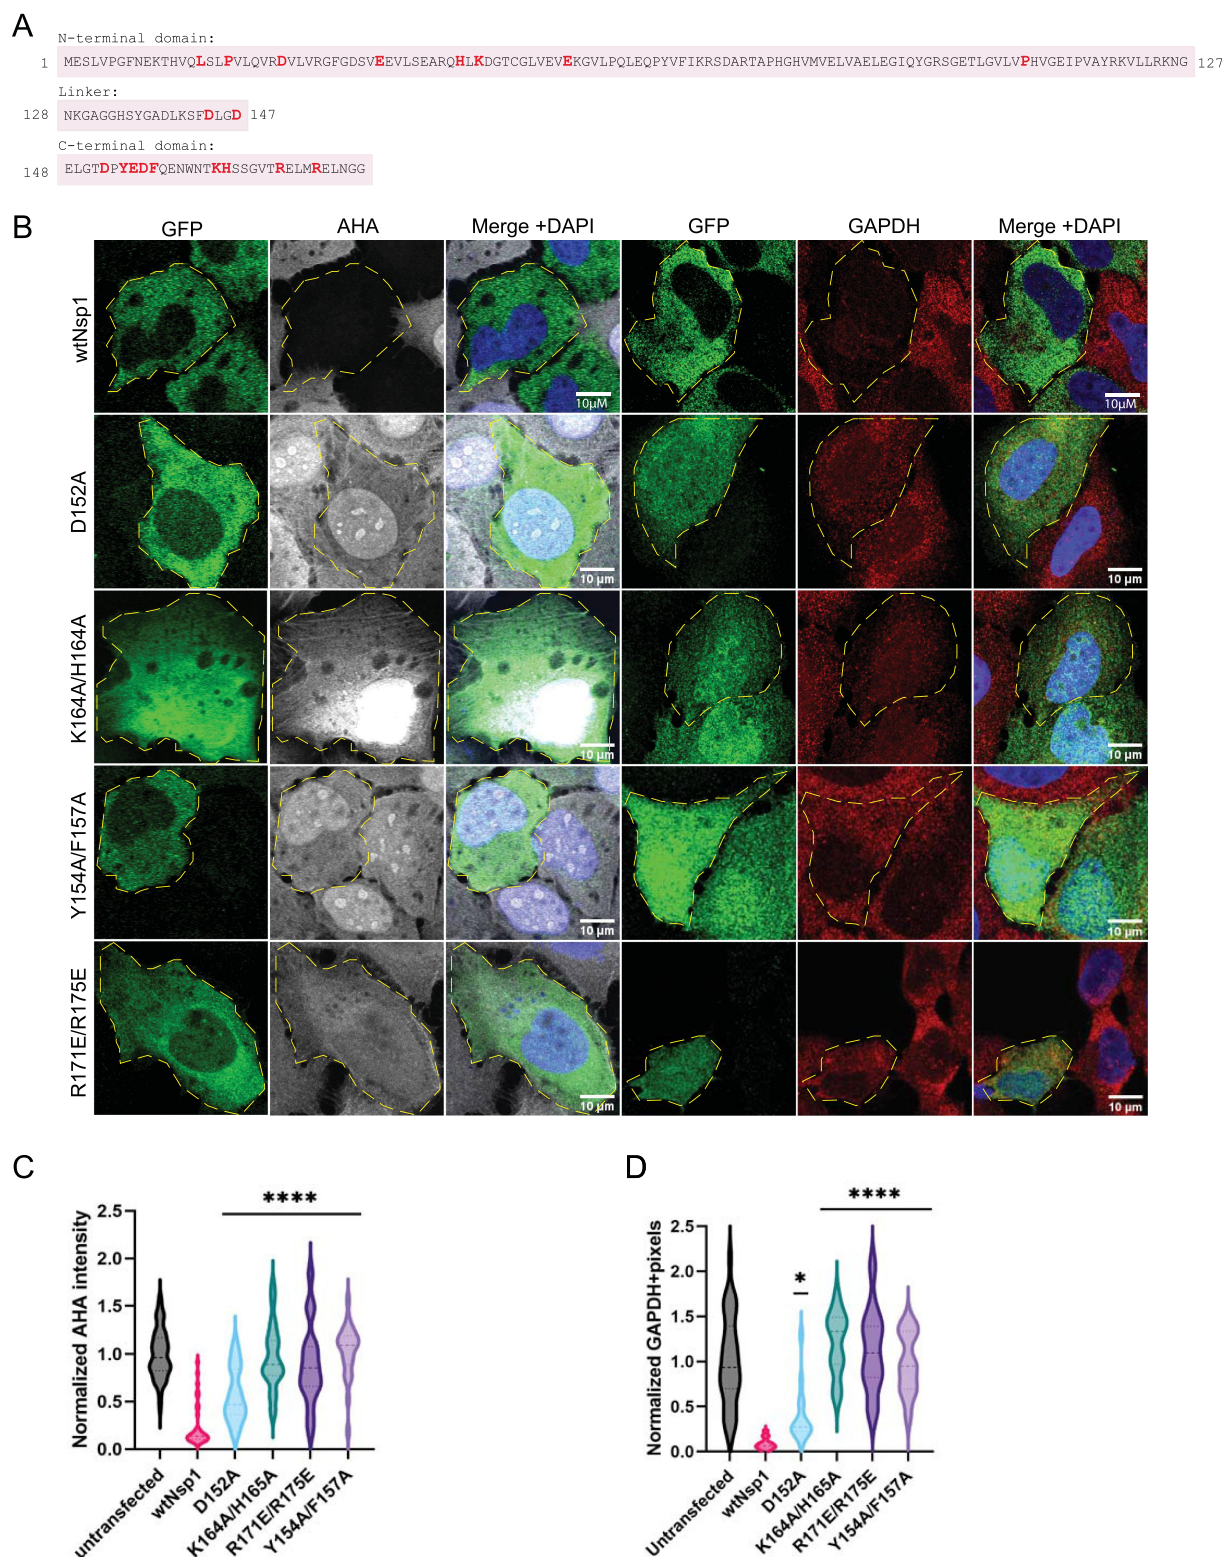 A
N-terminal domain:
1 MESLVPGFNEKTHVQLSLPVLQVRDVLVRGFGDSVEEVLSEARQHLKDGTCGLVEVEKGVLPQLEQPYVFIKRSDARTAPHGHVMVELVAELEGIQYGRSGETLGVLVPHVGEIPVAYRKVLLRKNG 127
Linker:
128 NKGAGGHSYGADLKSFDLGD 147
C-terminal domain:
148 ELGTDPYEDFQENWNTKHSSGVTRELMRELNGG
B
GFP AHA Merge +DAPI GFP GAPDH Merge +DAPI
wtNsp1
10µM 10µM
D152A
10 µm 10 µm
K164A/H164A
10 µm 10 µm
Y154A/F157A
10 µm 10 µm
R171E/R175E
10 µm 10 µm
C
****
Normalized AHA intensity
2.5
2.0
1.5
1.0
0.5
0.0
untransfected
wtNsp1
D152A
K164A/H165A
R171E/R175E
Y154A/F157A
D
****
*
Normalized GAPDH+pixels
2.5
2.0
1.5
1.0
0.5
0.0
Untransfected
wtNsp1
D152A
K164A/H165A
R171E/R175E
Y154A/F157A